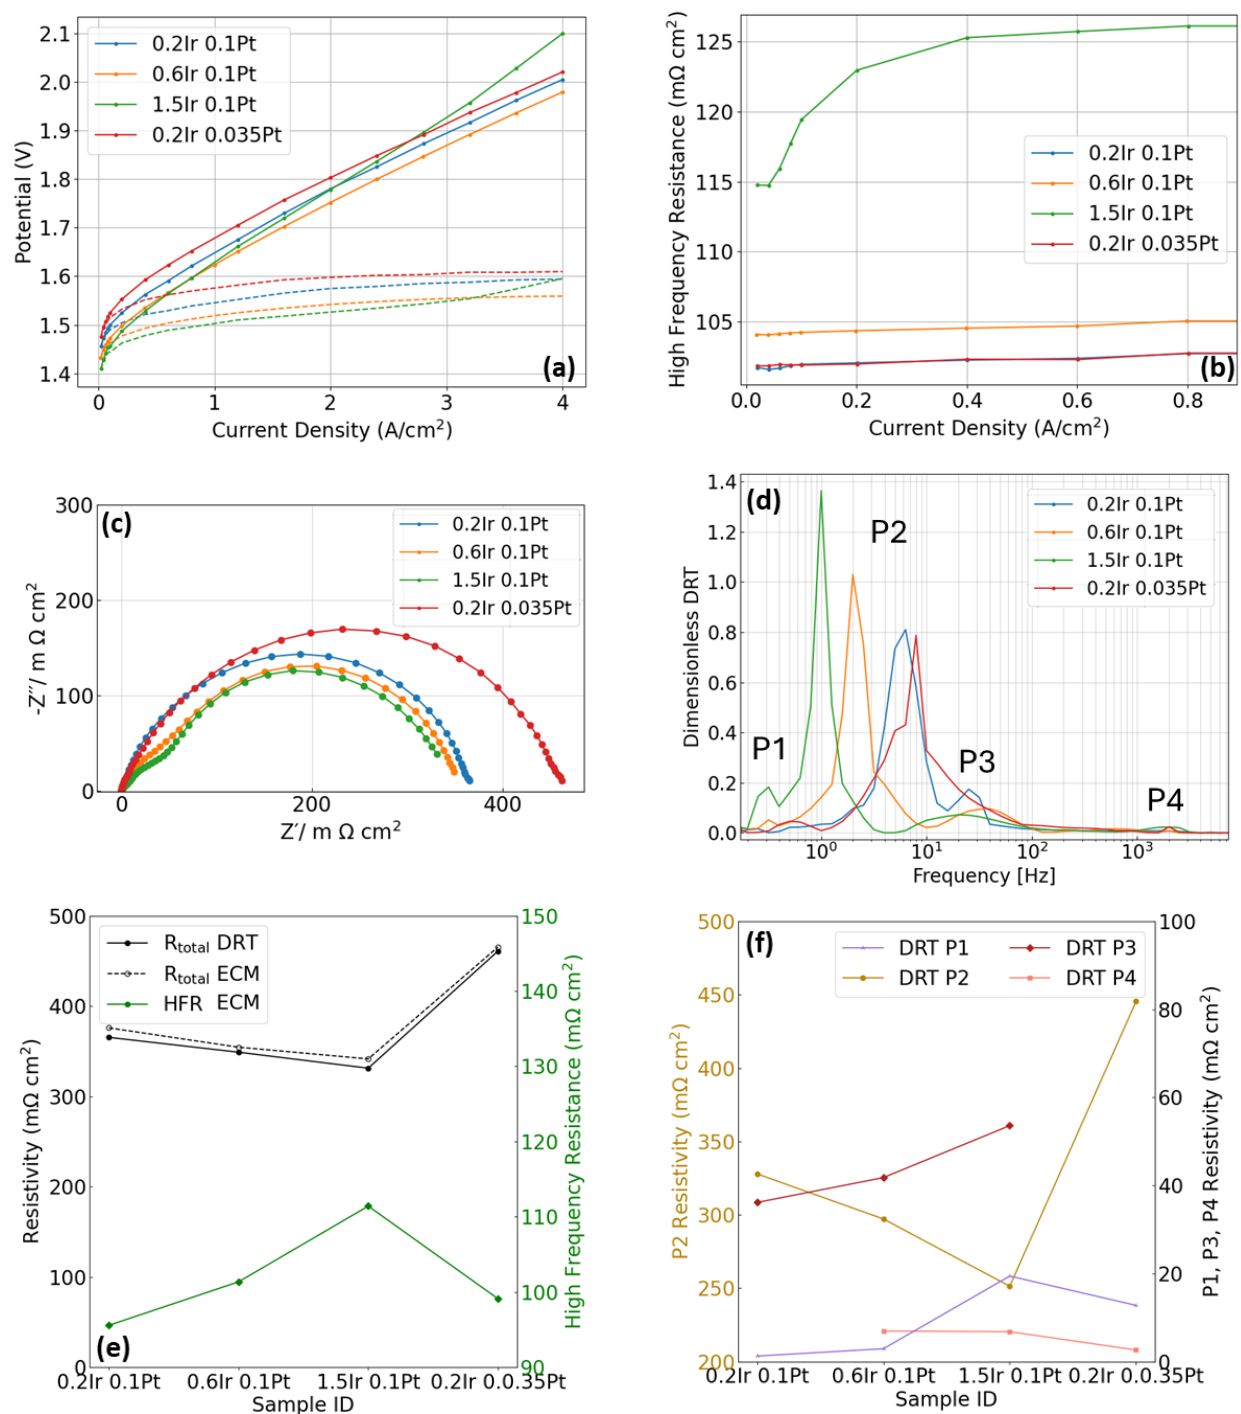 2.1
2.0
1.9
1.8
1.7
1.6
1.5
1.4
Potential (V)
0.2Ir 0.1Pt
0.6Ir 0.1Pt
1.5Ir 0.1Pt
0.2Ir 0.035Pt
(a)
0 1 2 3 4
Current Density (A/cm²)
125
120
115
110
105
High Frequency Resistance (mΩ cm²)
0.2Ir 0.1Pt
0.6Ir 0.1Pt
1.5Ir 0.1Pt
0.2Ir 0.035Pt
(b)
0.0 0.2 0.4 0.6 0.8
Current Density (A/cm²)
300
200
100
0
-Z″/ m Ω cm²
(c)
0.2Ir 0.1Pt
0.6Ir 0.1Pt
1.5Ir 0.1Pt
0.2Ir 0.035Pt
0 200 400
Z′/ m Ω cm²
1.4
1.2
1.0
0.8
0.6
0.4
0.2
0.0
Dimensionless DRT
(d)
0.2Ir 0.1Pt
0.6Ir 0.1Pt
1.5Ir 0.1Pt
0.2Ir 0.035Pt
P1
P2
P3
P4
10⁰ 10¹ 10² 10³
Frequency [Hz]
500
400
300
200
100
0
Resistivity (mΩ cm²)
R_total DRT
R_total ECM
HFR ECM
150
140
130
120
110
100
90
High Frequency Resistance (mΩ cm²)
(e)
0.2Ir 0.1Pt 0.6Ir 0.1Pt 1.5Ir 0.1Pt 0.2Ir 0.035Pt
Sample ID
500
450
400
350
300
250
200
P2 Resistivity (mΩ cm²)
(f)
DRT P1 DRT P3
DRT P2 DRT P4
100
80
60
40
20
0
P1, P3, P4 Resistivity (mΩ cm²)
0.2Ir 0.1Pt 0.6Ir 0.1Pt 1.5Ir 0.1Pt 0.2Ir 0.035Pt
Sample ID